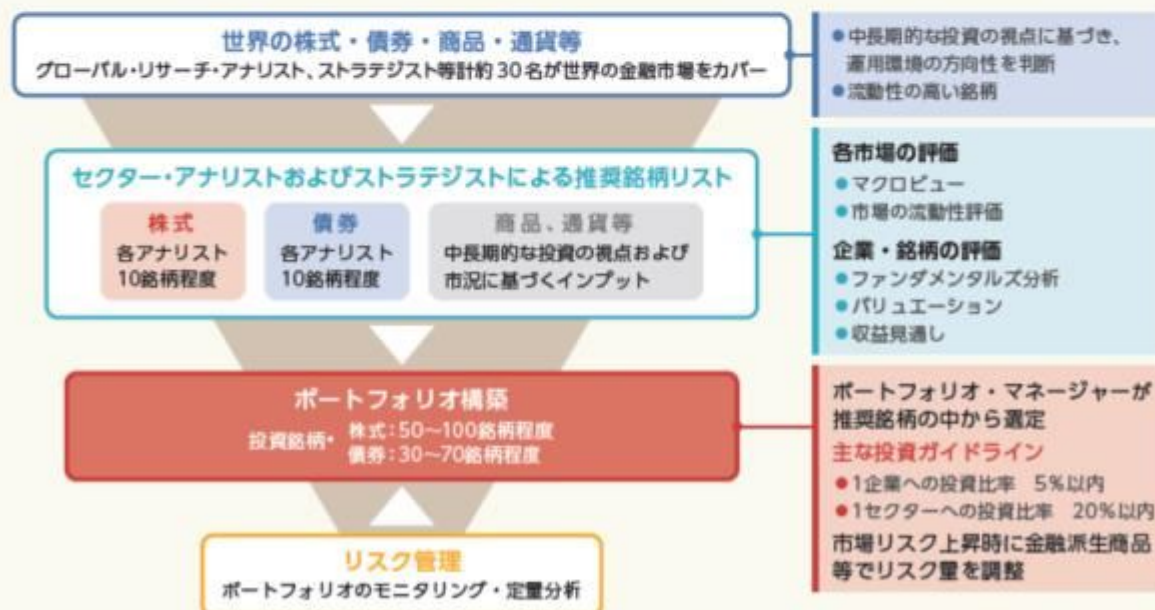 世界の株式・債券・商品・通貨等
グローバル・リサーチ・アナリスト、ストラテジスト等計約30名が世界の金融市場をカバー
●中長期的な投資の視点に基づき、
運用環境の方向性を判断
●流動性の高い銘柄
セクター・アナリストおよびストラテジストによる推奨銘柄リスト
株式
各アナリスト
10銘柄程度
債券
各アナリスト
10銘柄程度
商品、通貨等
中長期的な投資の視点および
市況に基づくインプット
各市場の評価
●マクロビュー
●市場の流動性評価
企業・銘柄の評価
●ファンダメンタルズ分析
●バリュエーション
●収益見通し
ポートフォリオ構築
投資銘柄・
株式:50〜100銘柄程度
債券:30〜70銘柄程度
ポートフォリオ・マネージャーが
推奨銘柄の中から選定
主な投資ガイドライン
●1企業への投資比率 5%以内
●1セクターへの投資比率 20%以内
市場リスク上昇時に金融派生商品
等でリスク量を調整
リスク管理
ポートフォリオのモニタリング・定量分析